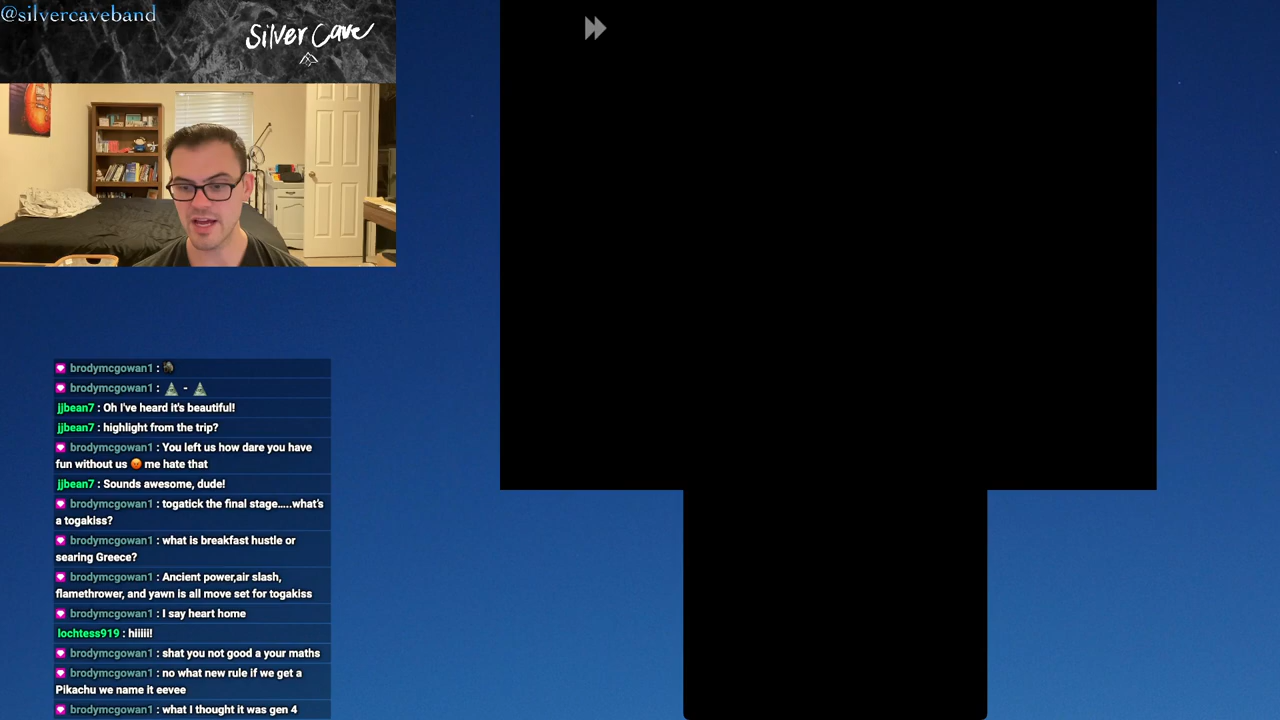 @silvercaveband
Silver Cave
brodymcgowan1 :
brodymcgowan1 : -
jjbean7 : Oh I've heard it's beautiful!
jjbean7 : highlight from the trip?
brodymcgowan1 : You left us how dare you have
fun without us 😡 me hate that
jjbean7 : Sounds awesome, dude!
brodymcgowan1 : togatick the final stage.....what's
a togakiss?
brodymcgowan1 : what is breakfast hustle or
searing Greece?
brodymcgowan1 : Ancient power,air slash,
flamethrower, and yawn is all move set for togakiss
brodymcgowan1 : I say heart home
lochtess919 : hiiiii!
brodymcgowan1 : shat you not good a your maths
brodymcgowan1 : no what new rule if we get a
Pikachu we name it eevee
brodymcgowan1 : what I thought it was gen 4